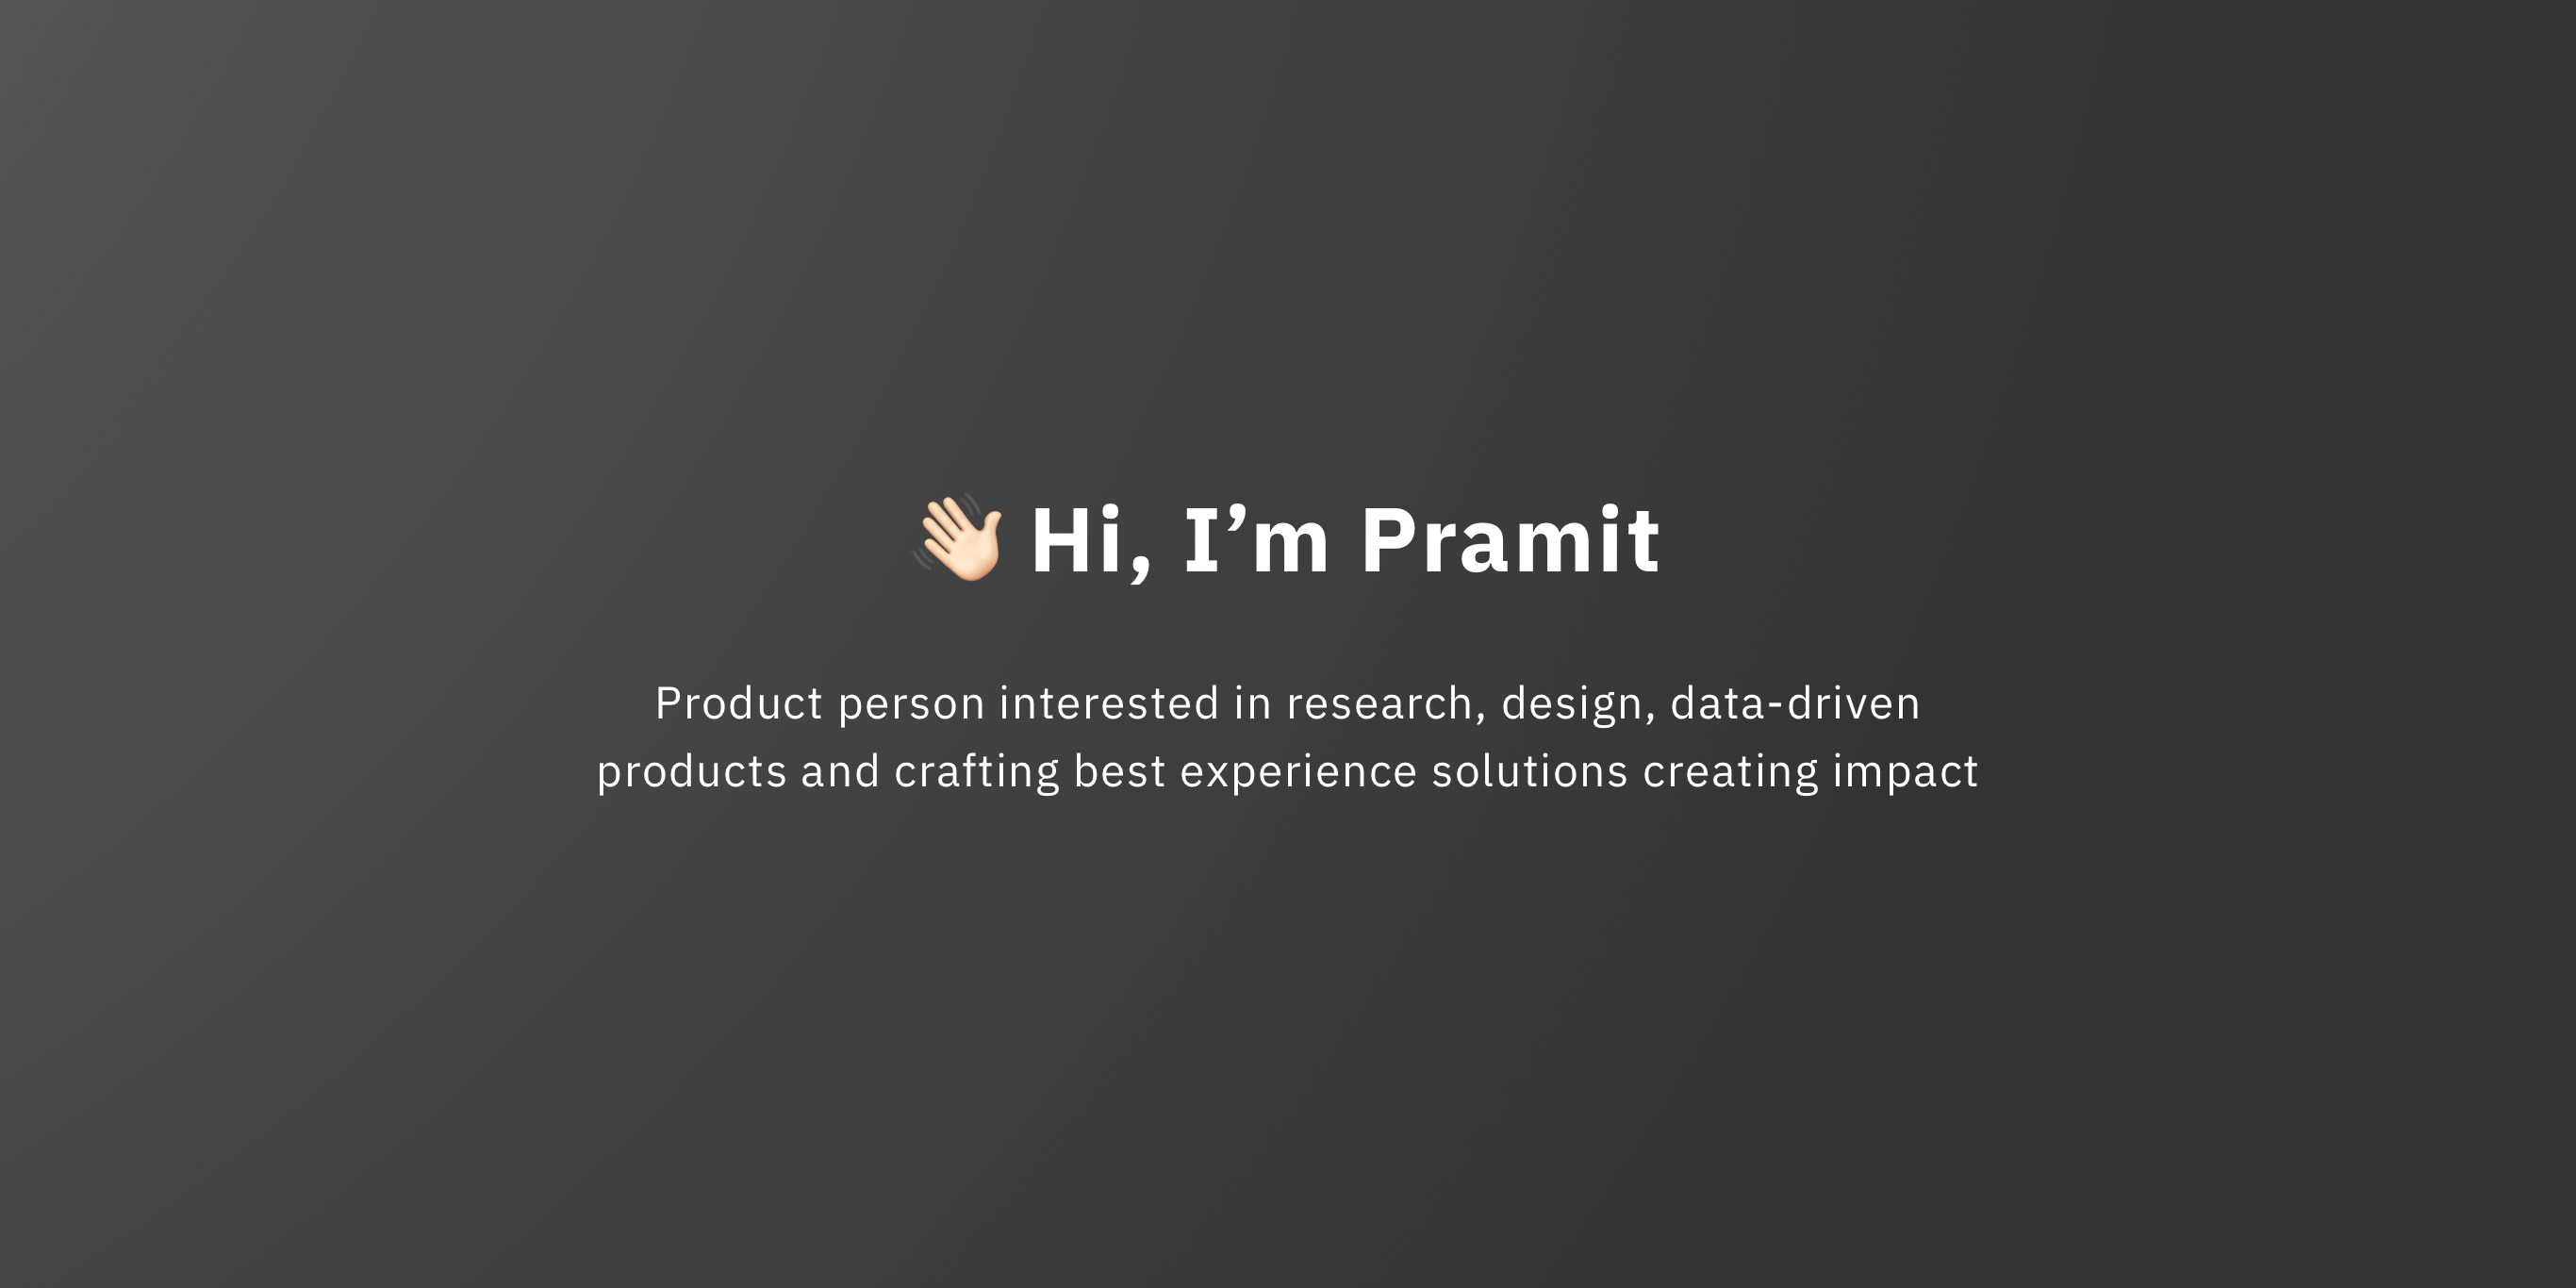 👋🏻 Hi, I’m Pramit
Product person interested in research, design, data-driven
products and crafting best experience solutions creating impact